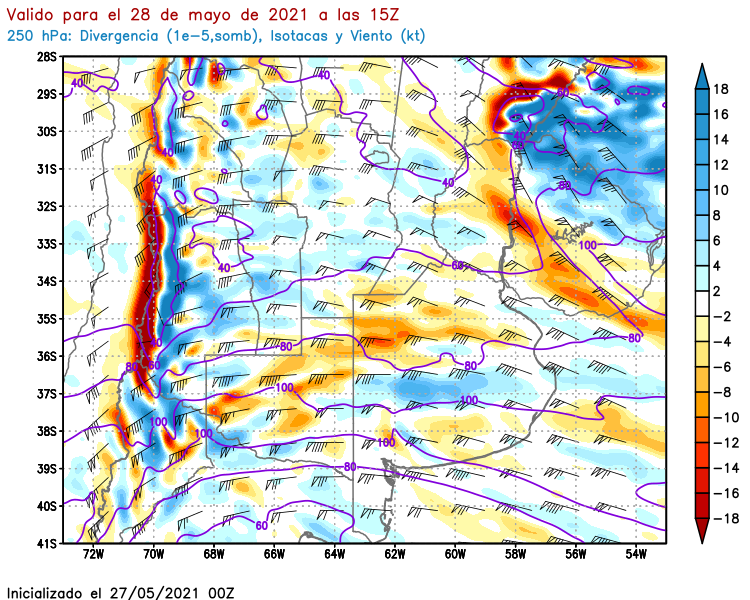 Valido para el 28 de mayo de 2021 a las 15Z
250 hPa: Divergencia (1e-5,somb), Isotacas y Viento (kt)
28S
29S
30S
31S
32S
33S
34S
35S
36S
37S
38S
39S
40S
41S
72W 70W 68W 66W 64W 62W 60W 58W 56W 54W
18
16
14
12
10
8
6
4
2
-2
-4
-6
-8
-10
-12
-14
-16
-18
40
40
60
40
60
40
40
80
40
100
40
60
40
80
80
80
60
80
100
100
100
100
100
80
60
Inicializado el 27/05/2021 00Z